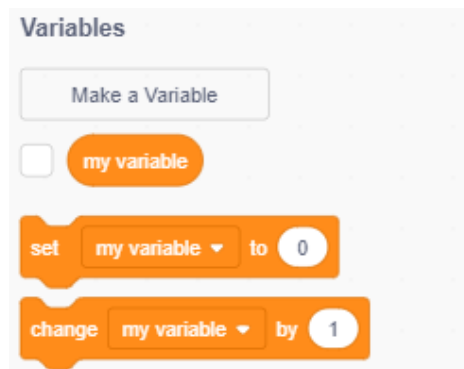 Variables
Make a Variable
my variable
set my variable to 0
change my variable by 1